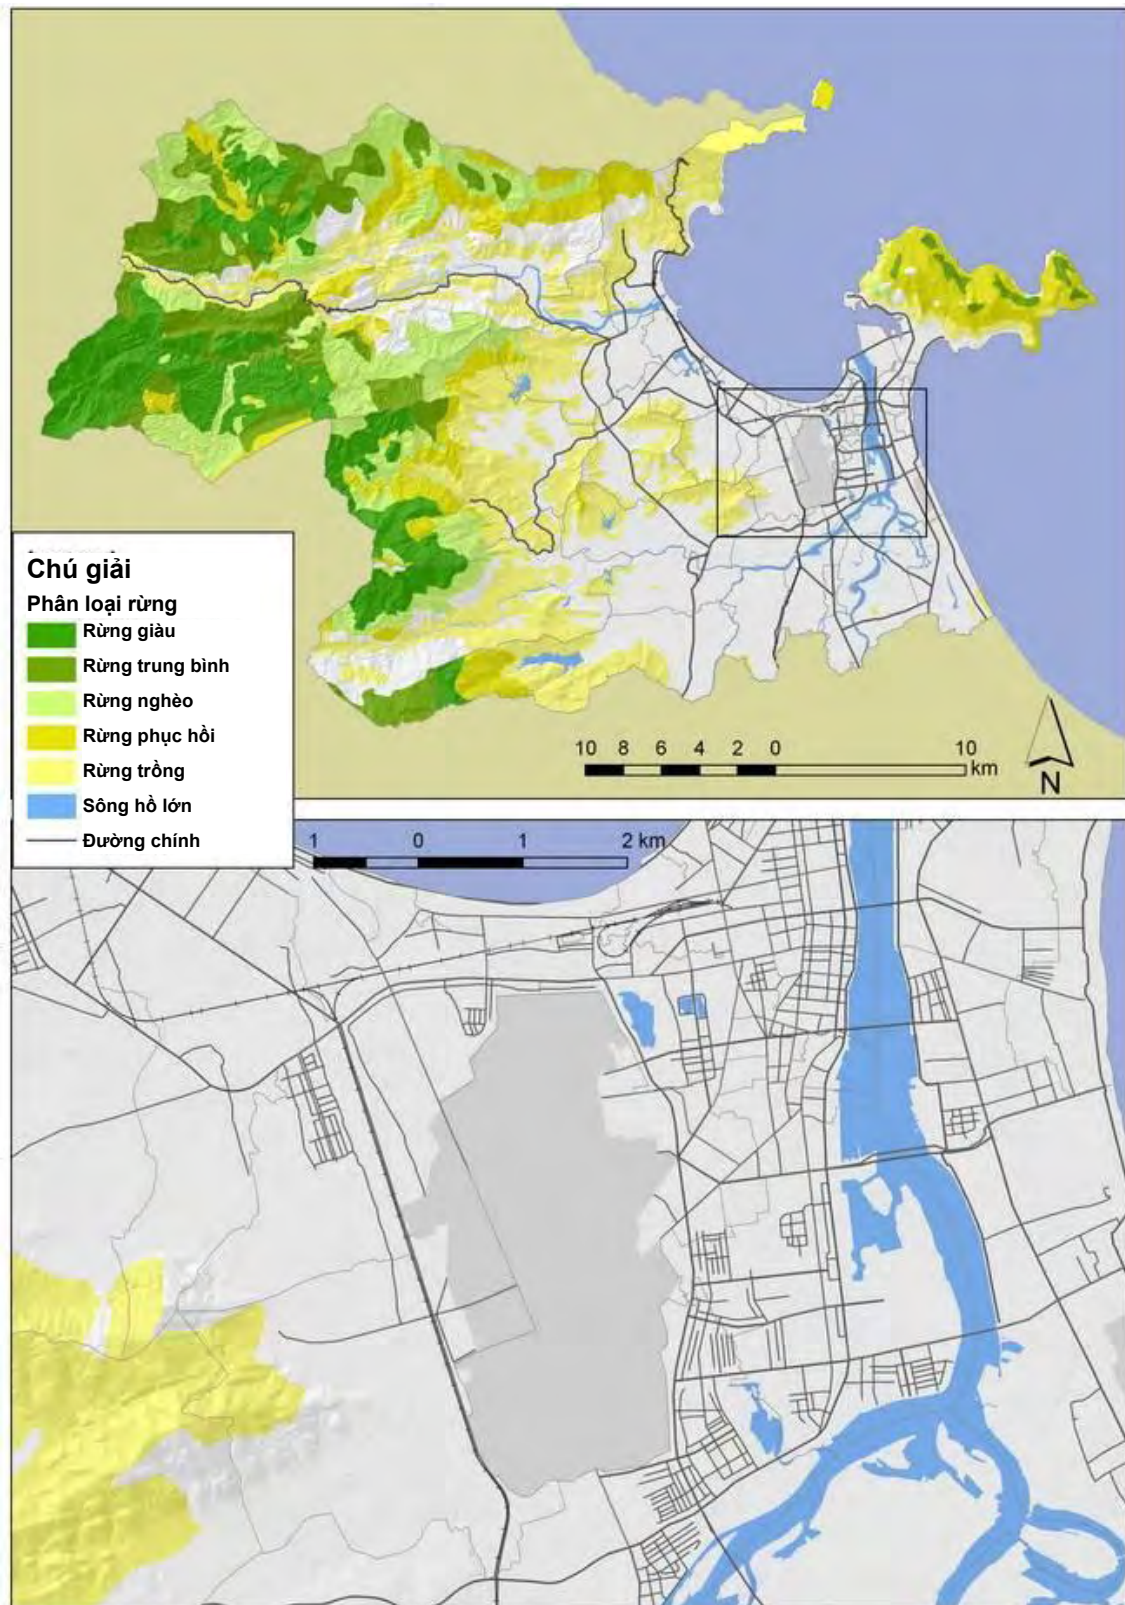 Chú giải
Phân loại rừng
Rừng giàu
Rừng trung bình
Rừng nghèo
Rừng phục hồi
Rừng trồng
Sông hồ lớn
Đường chính
10 8 6 4 2 0 10
km
N
1 0 1 2 km